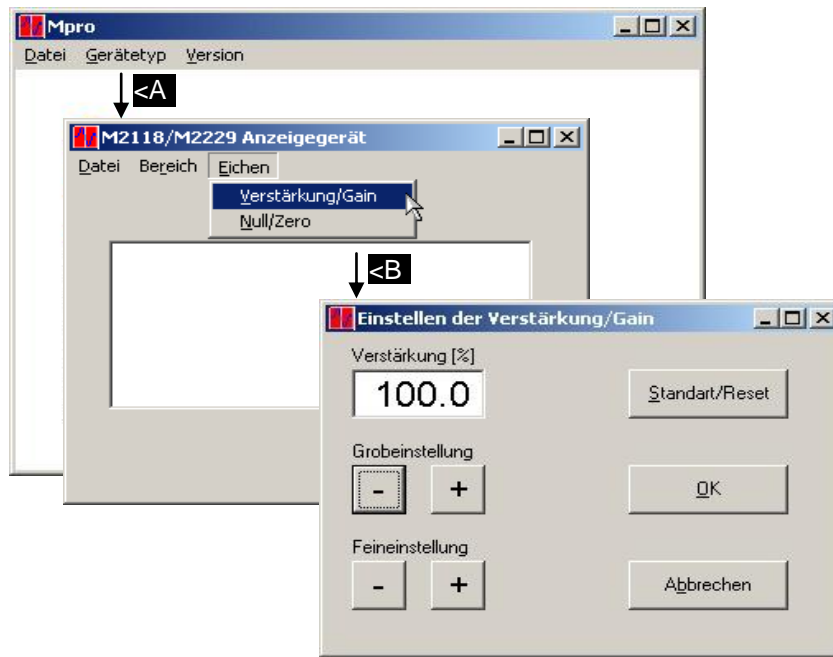 Mpro
Datei Gerätetyp Version
<A
M2118/M2229 Anzeigegerät
Datei Bereich Eichen
Verstärkung/Gain
Null/Zero
<B
Einstellen der Verstärkung/Gain
Verstärkung [%]
100.0
Standart/Reset
Grobeinstellung
- +
OK
Feineinstellung
- +
Abbrechen